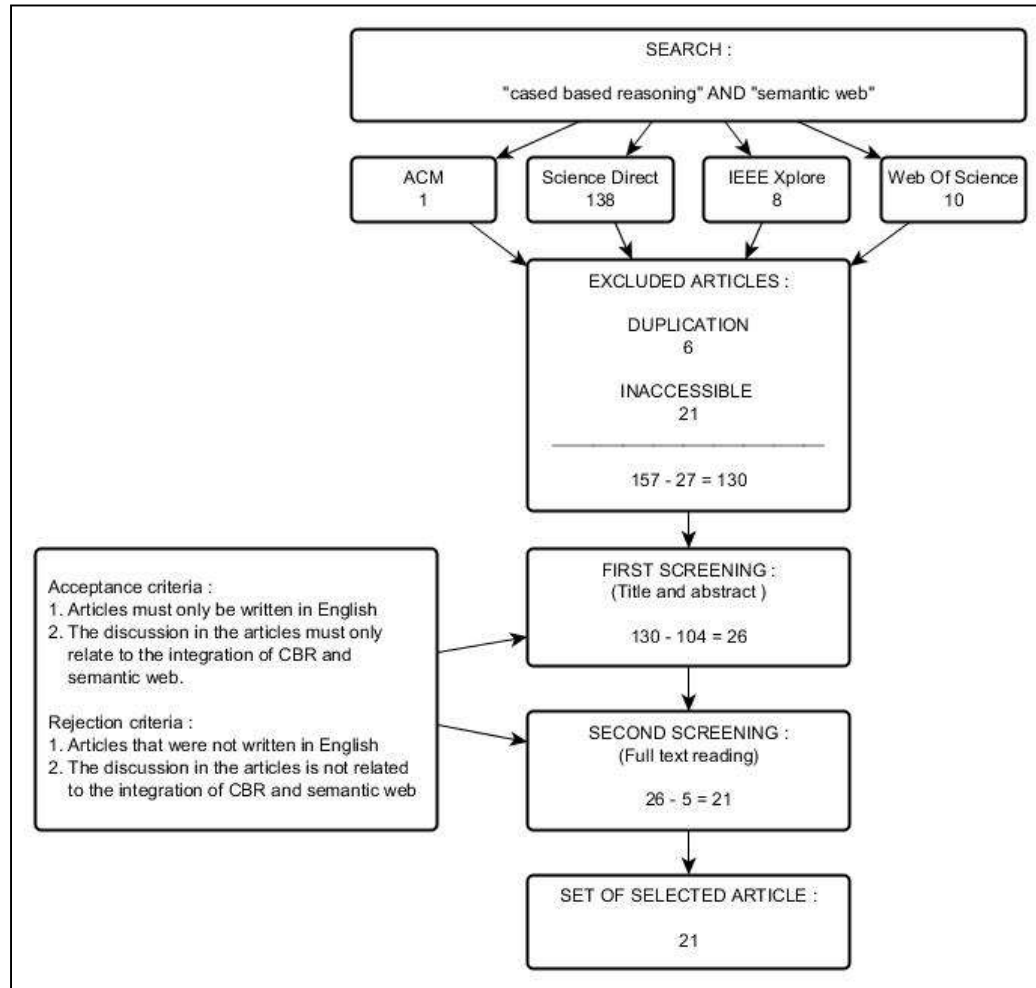 SEARCH :
"cased based reasoning" AND "semantic web"
ACM
1
Science Direct
138
IEEE Xplore
8
Web Of Science
10
EXCLUDED ARTICLES :
DUPLICATION
6
INACCESSIBLE
21
157 - 27 = 130
FIRST SCREENING :
(Title and abstract )
130 - 104 = 26
Acceptance criteria :
1. Articles must only be written in English
2. The discussion in the articles must only
relate to the integration of CBR and
semantic web.
Rejection criteria :
1. Articles that were not written in English
2. The discussion in the articles is not related
to the integration of CBR and semantic web
SECOND SCREENING :
(Full text reading)
26 - 5 = 21
SET OF SELECTED ARTICLE :
21